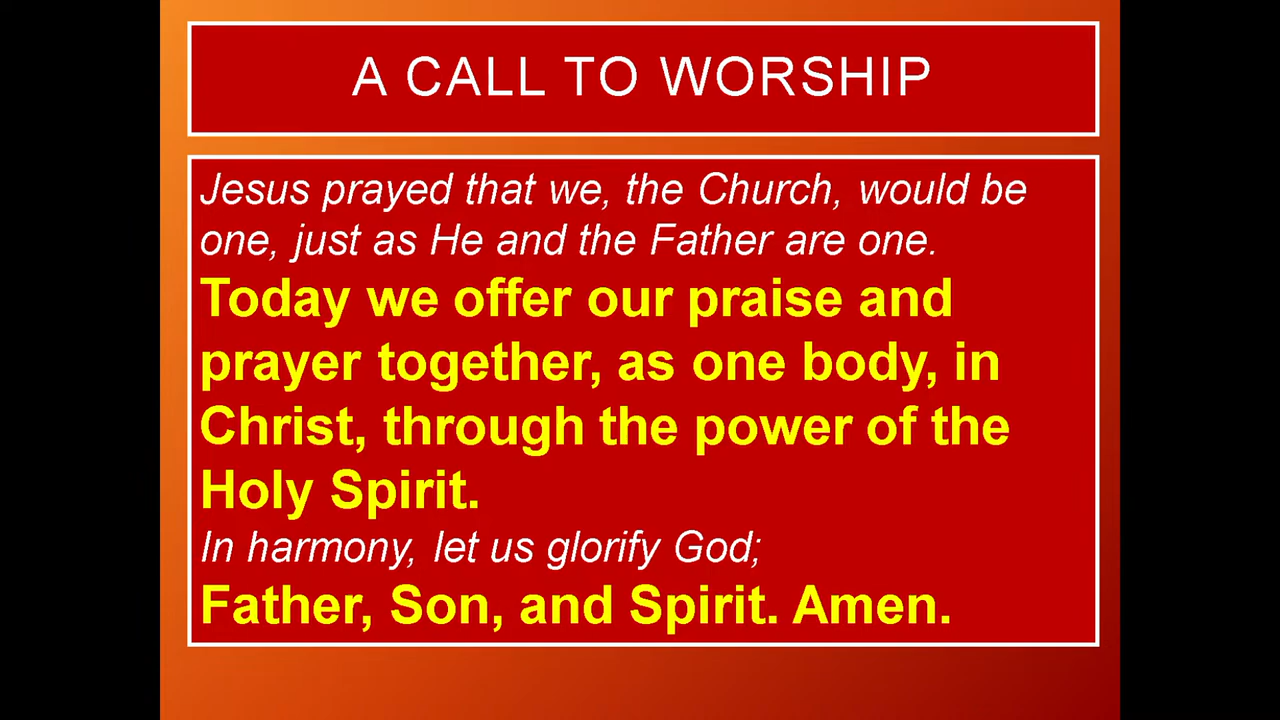 A CALL TO WORSHIP
Jesus prayed that we, the Church, would be
one, just as He and the Father are one.
Today we offer our praise and
prayer together, as one body, in
Christ, through the power of the
Holy Spirit.
In harmony, let us glorify God;
Father, Son, and Spirit. Amen.